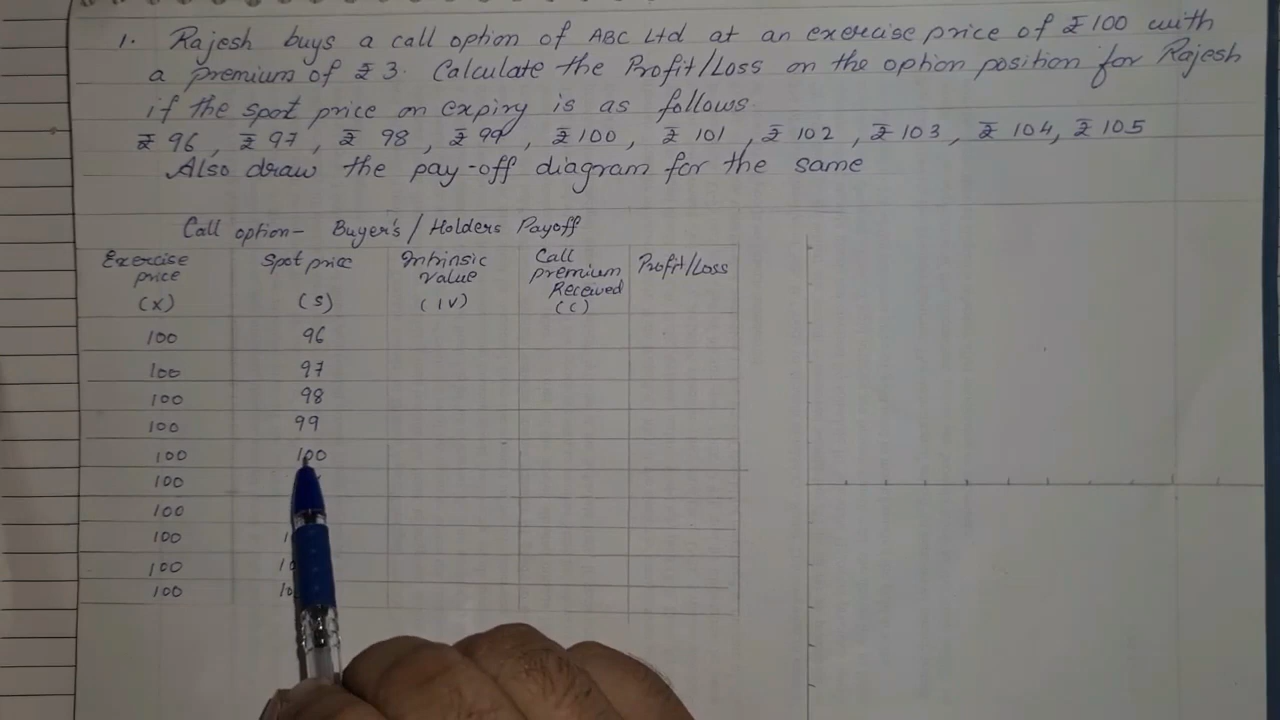 1. Rajesh buys a call option of ABC Ltd at an exercise price of ₹100 with
a premium of ₹3. Calculate the Profit/Loss on the option position for Rajesh
if the spot price on expiry is as follows.
₹96, ₹97, ₹98, ₹99, ₹100, ₹101, ₹102, ₹103, ₹104, ₹105
Also draw the pay-off diagram for the same
Call option- Buyer's / Holders Payoff
Exercise price (X) Spot price (S) Intrinsic Value (IV) Call premium Received (C) Profit/Loss
100 96
100 97
100 98
100 99
100 100
100
100
100
100
100